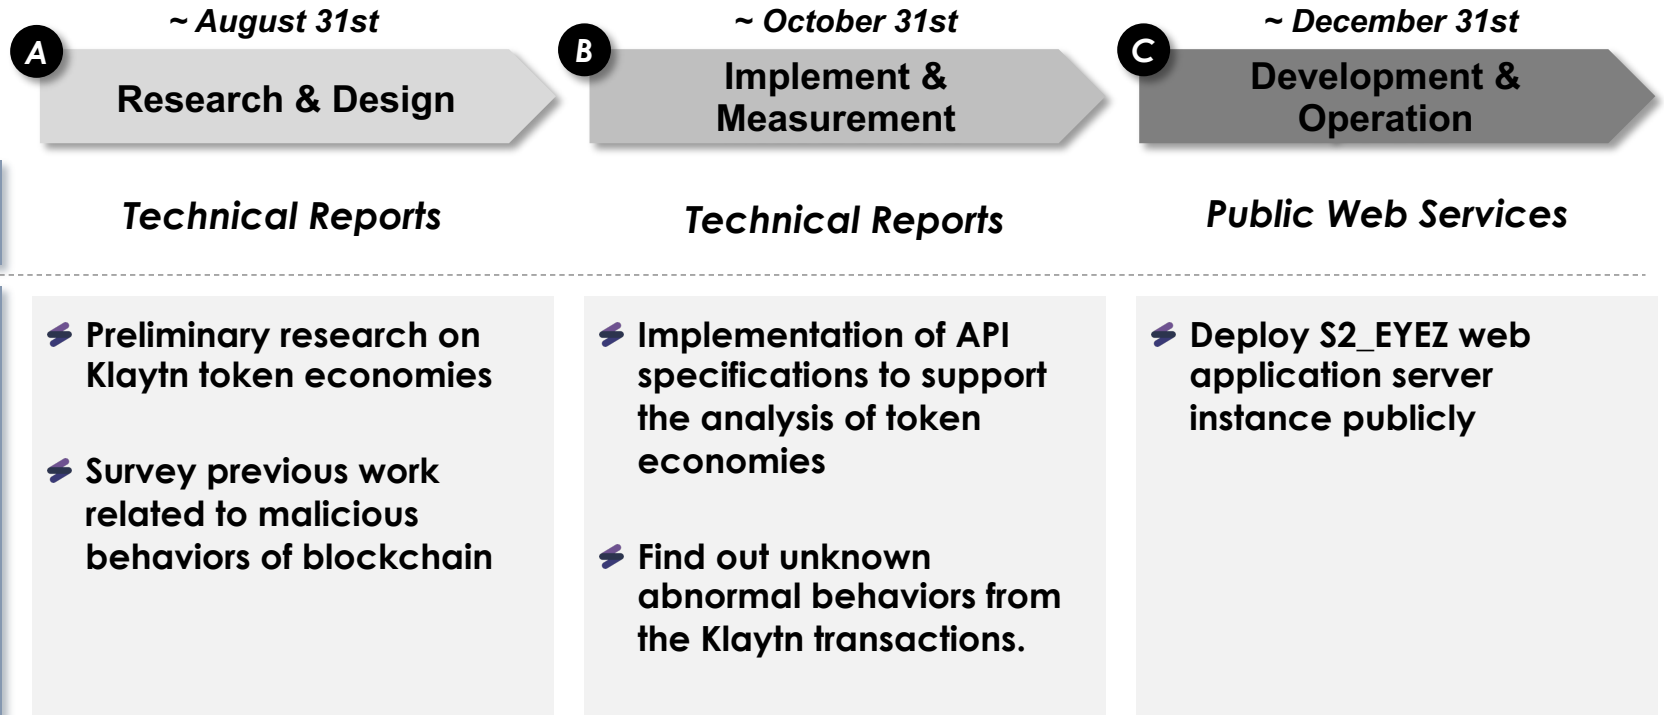 ~ August 31st
A
Research & Design
Technical Reports
Preliminary research on
Klaytn token economies
Survey previous work
related to malicious
behaviors of blockchain
~ October 31st
B
Implement &
Measurement
Technical Reports
Implementation of API
specifications to support
the analysis of token
economies
Find out unknown
abnormal behaviors from
the Klaytn transactions.
~ December 31st
C
Development &
Operation
Public Web Services
Deploy S2_EYEZ web
application server
instance publicly